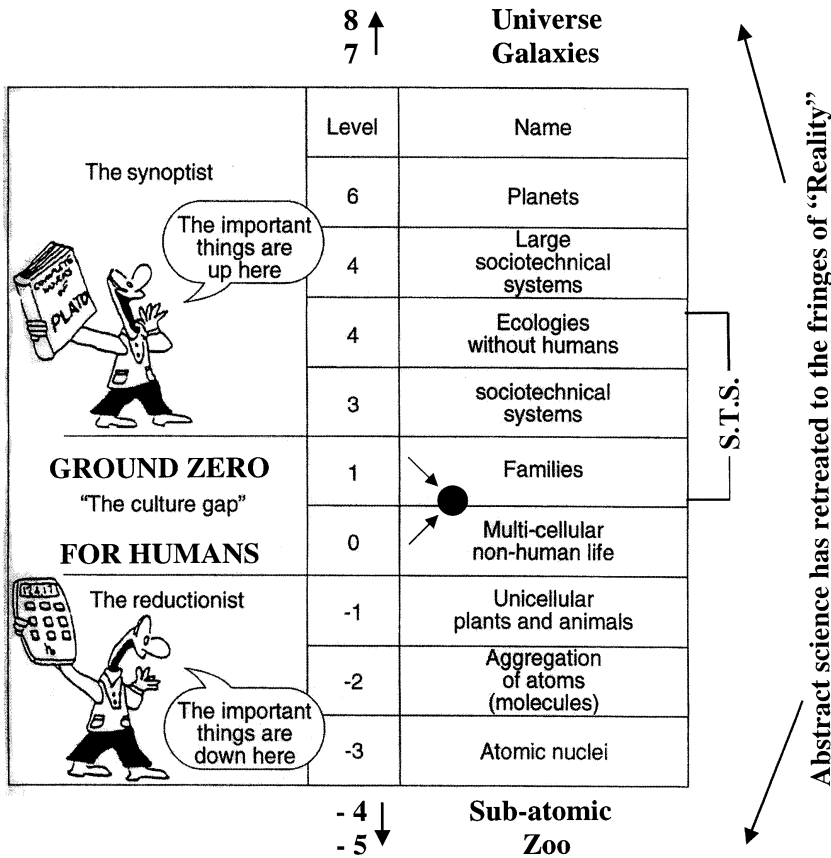 8 Universe
7 Galaxies
Level Name
The synoptist
6 Planets
The important
things are
up here
COMPLETE
WORKS
OF
PLATO
4 Large
sociotechnical
systems
4 Ecologies
without humans
3 sociotechnical
systems
S.T.S.
GROUND ZERO
"The culture gap"
FOR HUMANS
1 Families
0 Multi-cellular
non-human life
The reductionist
-1 Unicellular
plants and animals
-2 Aggregation
of atoms
(molecules)
The important
things are
down here
-3 Atomic nuclei
- 4 Sub-atomic
- 5 Zoo
Abstract science has retreated to the fringes of “Reality”